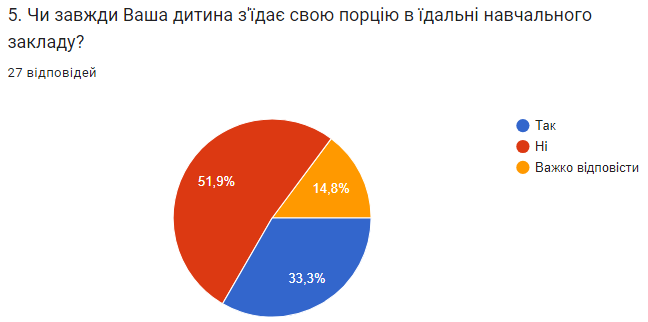 5. Чи завжди Ваша дитина з'їдає свою порцію в їдальні навчального
закладу?
27 відповідей
Так
Ні
Важко відповісти
51,9%
14,8%
33,3%